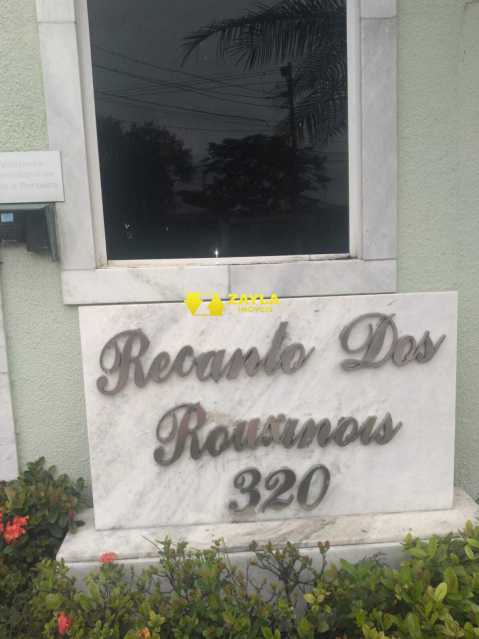 ZAYLA
IMÓVEIS
Recanto Dos
Rouxinois
320